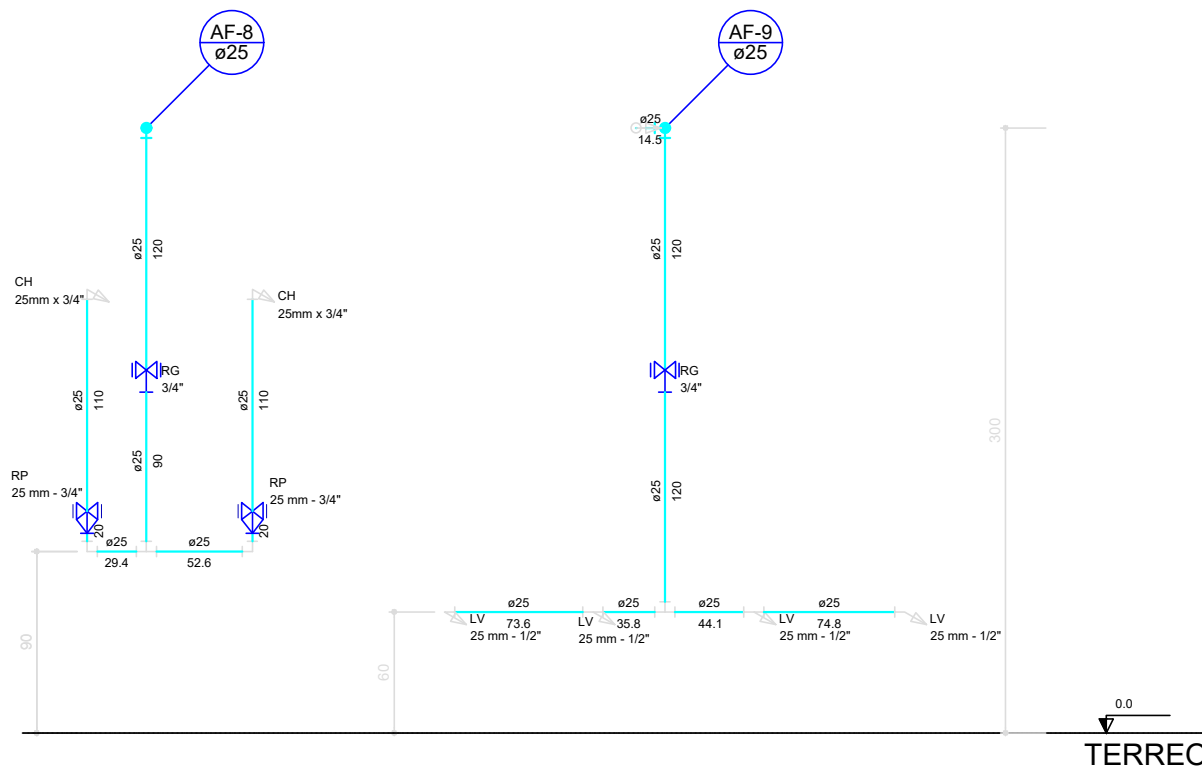 AF-8
ø25
AF-9
ø25
ø25
14.5
ø25
120
ø25
120
CH
25mm x 3/4"
CH
25mm x 3/4"
RG
3/4"
RG
3/4"
ø25
110
ø25
110
ø25
90
300
RP
25 mm - 3/4"
RP
25 mm - 3/4"
ø25
120
20
20
ø25
29.4
ø25
52.6
ø25
73.6
ø25
35.8
ø25
44.1
ø25
74.8
LV
25 mm - 1/2"
LV
25 mm - 1/2"
LV
25 mm - 1/2"
LV
25 mm - 1/2"
90
60
0.0
TERREO